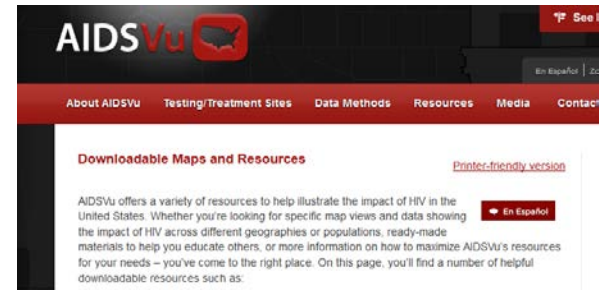 See
AIDSVu
En Español
About AIDSVu Testing/Treatment Sites Data Methods Resources Media
Downloadable Maps and Resources
Printer-friendly version
AIDSVu offers a variety of resources to help illustrate the impact of HIV in the
En Español
United States. Whether you're looking for specific map views and data showing
the impact of HIV across different geographies or populations, ready-made
materials to help you educate others, or more information on how to maximize AIDSVu's resources
for your needs – you've come to the right place. On this page, you'll find a number of helpful
downloadable resources such as: